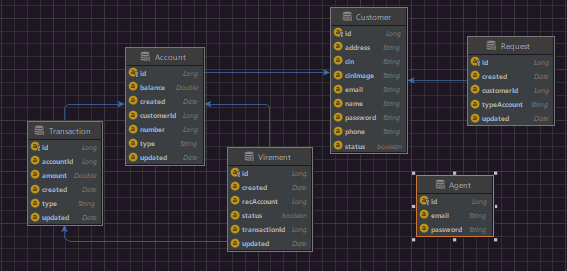 Customer
id Long
address String
cin String
cinImage String
email String
name String
password String
phone String
status boolean
Request
id Long
created Date
customerId Long
typeAccount String
updated Date
Account
id Long
balance Double
created Date
customerId Long
number Long
type String
updated Date
Transaction
id Long
accountId Long
amount Double
created Date
type String
updated Date
Virement
id Long
created Date
recAccount Long
status boolean
transactionId Long
updated Date
Agent
id Long
email String
password String